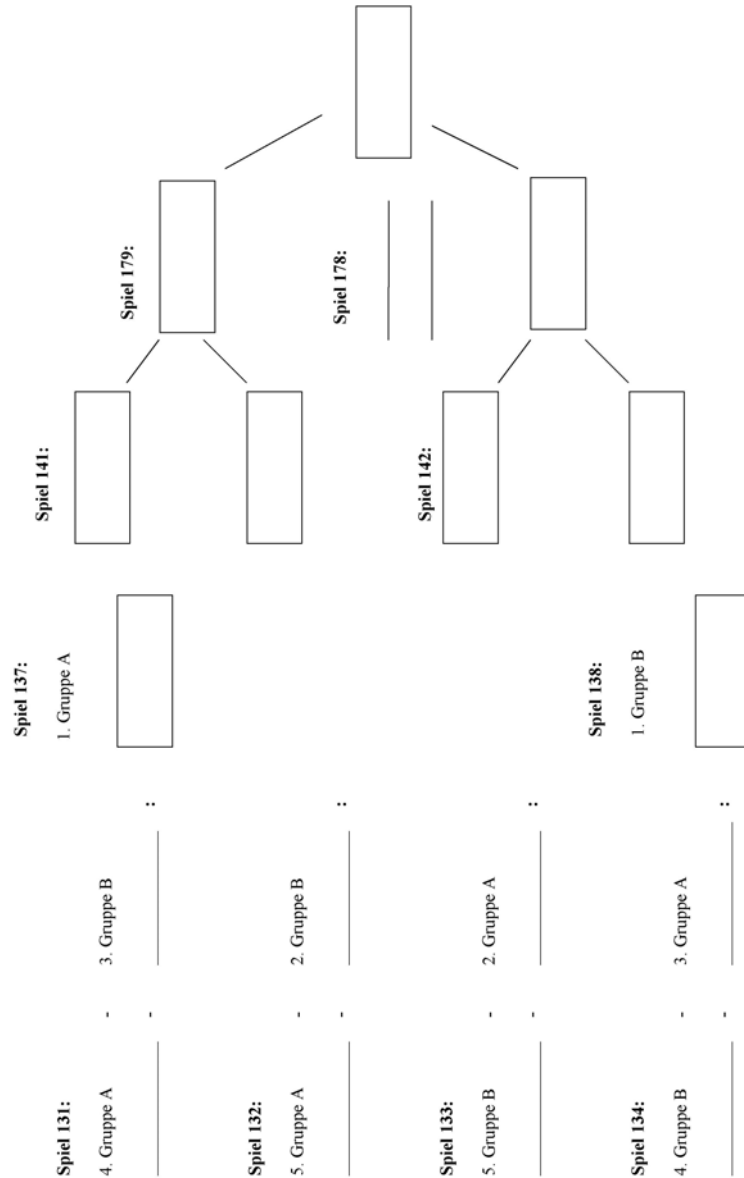 Spiel 131:
4. Gruppe A - 3. Gruppe B
- :
Spiel 132:
5. Gruppe A - 2. Gruppe B
- :
Spiel 133:
5. Gruppe B - 2. Gruppe A
- :
Spiel 134:
4. Gruppe B - 3. Gruppe A
- :
Spiel 137:
1. Gruppe A
Spiel 138:
1. Gruppe B
Spiel 141:
Spiel 142:
Spiel 179:
Spiel 178: